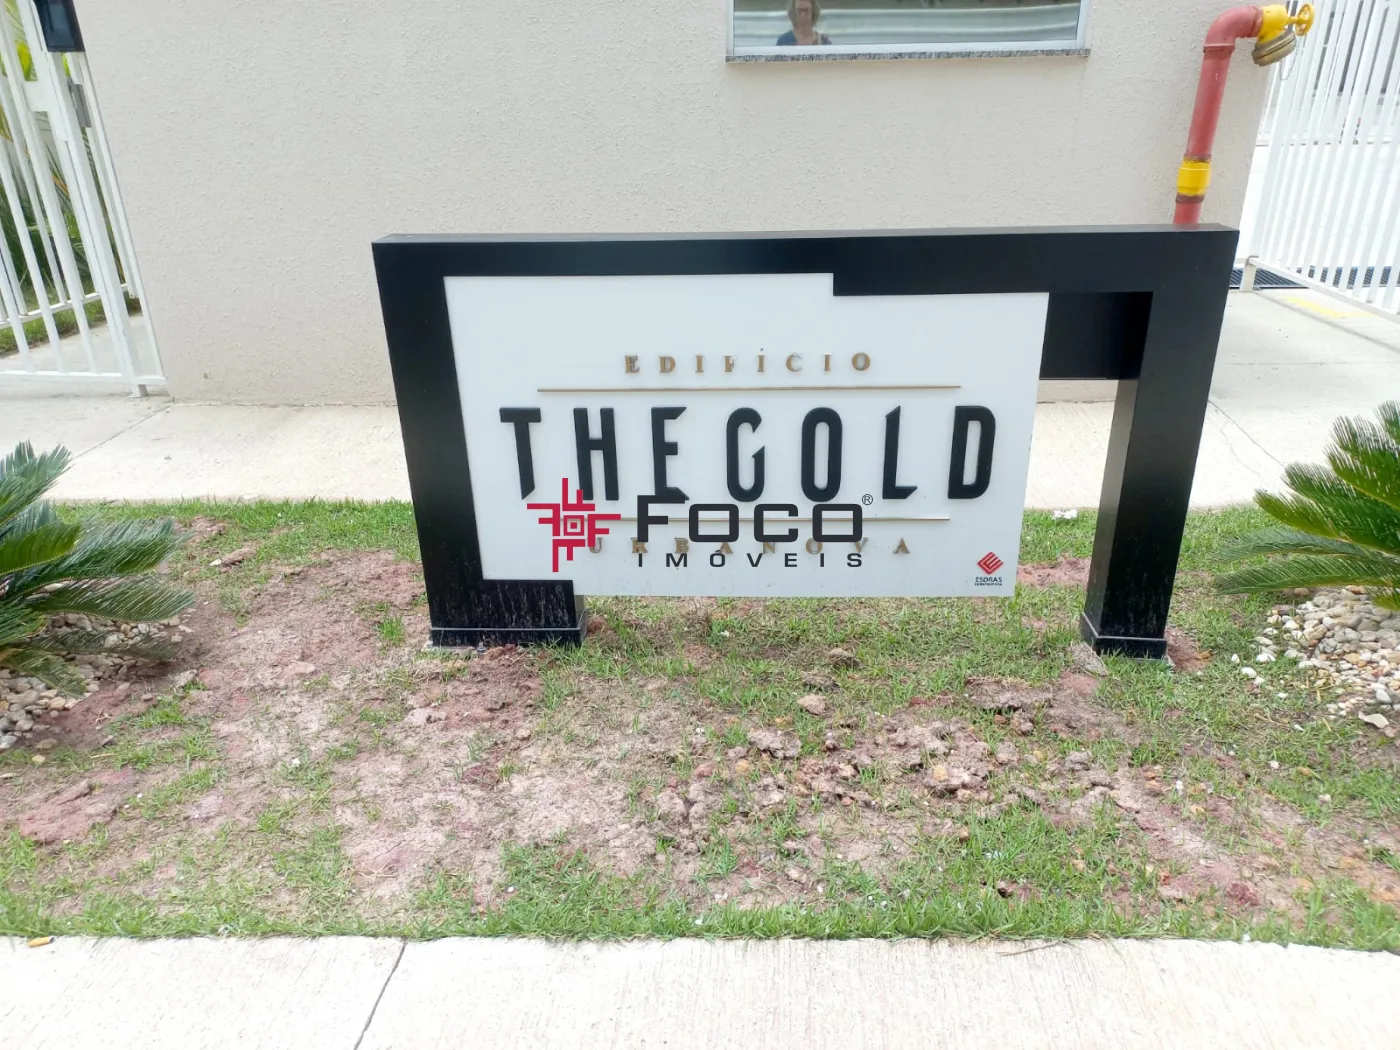 EDIFÍCIO
THE GOLD
FOCO®
IMÓVEIS
URBANOVA
ESDRAS